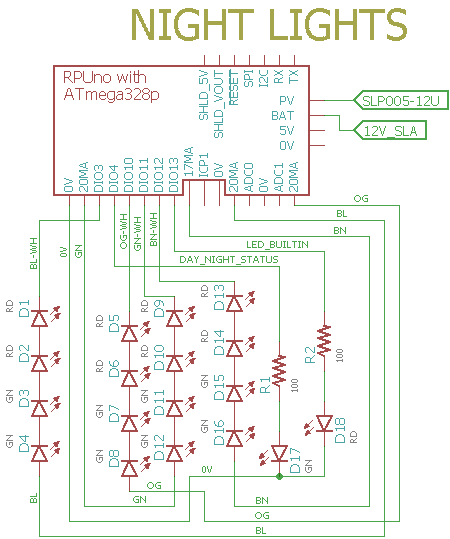 NIGHT LIGHTS
RPUno with
ATmega328p
SHLD_5V
SHLD_VOUT
RESET
SPI
I2C
RX
TX
PV
BAT
5V
0V
SLP005-12U
12V_SLA
0V
20MA
DIO3
DIO4
DIO10
DIO11
DIO12
DIO13
17MA
ICP1
0V
20MA
ADC0
0V
ADC1
20MA
OG
BL
BN
LED_BUILTIN
DAY_NIGHT_STATUS
BL-WH
0V
GN
OG-WH
GN-WH
BN-WH
RD
D1
RD
D2
GN
D3
GN
D4
BL
RD
D5
RD
D6
GN
D7
GN
D8
RD
D9
RD
D10
GN
D11
GN
D12
RD
D13
RD
D14
GN
D15
GN
D16
R1
100
R2
100
D17
GN
D18
RD
0V
OG
GN
BN
OG
BL